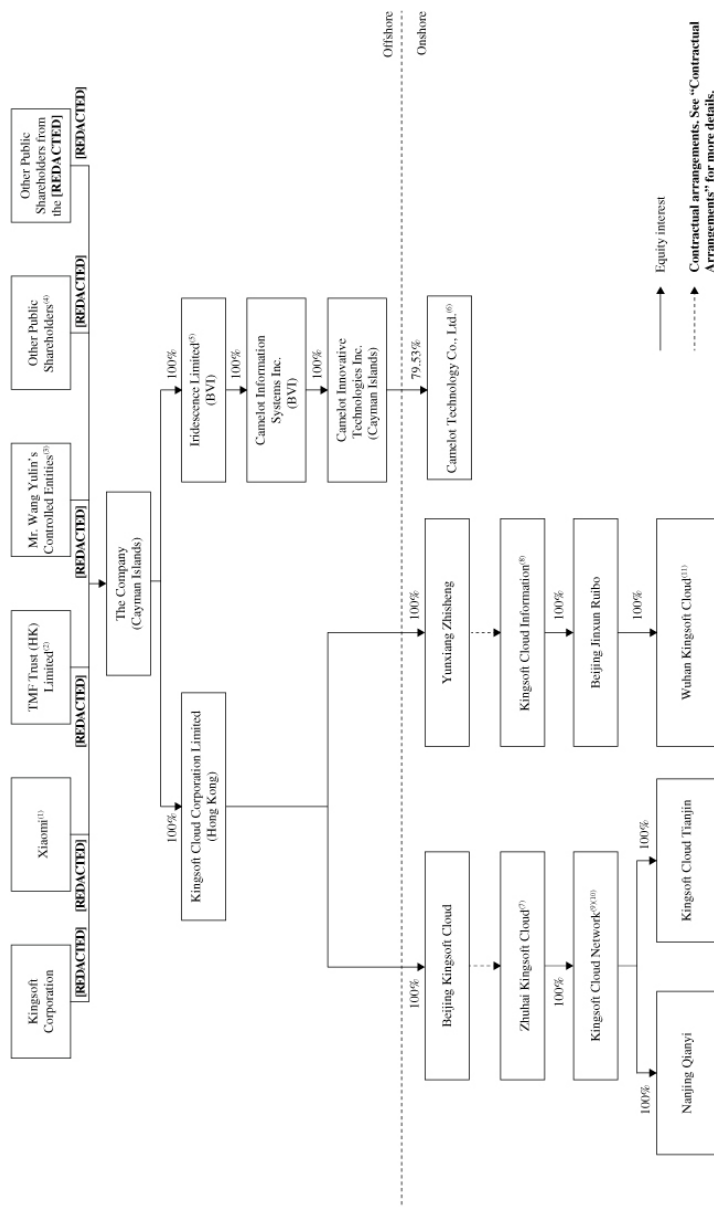 Kingsoft
Corporation
Xiaomi(1)
TMF Trust (HK)
Limited(2)
Mr. Wang Yulin's
Controlled Entities(3)
Other Public
Shareholders(4)
Other Public
Shareholders from
the [REDACTED]
[REDACTED]
[REDACTED]
[REDACTED]
[REDACTED]
[REDACTED]
[REDACTED]
The Company
(Cayman Islands)
100%
100%
Kingsoft Cloud Corporation Limited
(Hong Kong)
Iridescence Limited(5)
(BVI)
100%
Camelot Information
Systems Inc.
(BVI)
100%
Camelot Innovative
Technologies Inc.
(Cayman Islands)
Offshore
Onshore
100%
100%
79.53%
Beijing Kingsoft Cloud
Yunxiang Zhisheng
Camelot Technology Co., Ltd.(6)
Zhuhai Kingsoft Cloud(7)
Kingsoft Cloud Information(8)
100%
100%
Kingsoft Cloud Network(9)(10)
Beijing Jinxun Ruibo
100%
100%
100%
Nanjing Qianyi
Kingsoft Cloud Tianjin
Wuhan Kingsoft Cloud(11)
Equity interest
Contractual arrangements. See "Contractual
Arrangements" for more details.